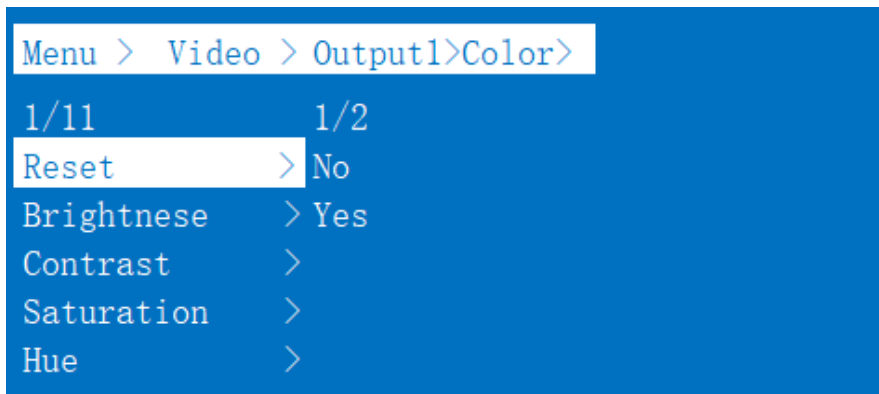 Menu > Video > Output1>Color>
1/11 1/2
Reset > No
Brightnese > Yes
Contrast >
Saturation >
Hue >